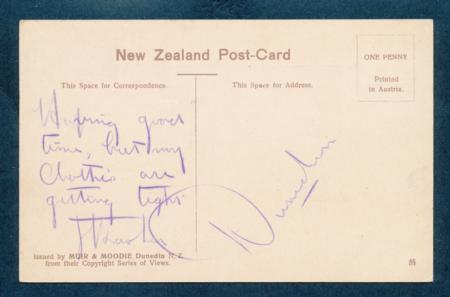 New Zealand Post-Card
ONE PENNY
Printed
in Austria.
This Space for Correspondence.
This Space for Address.
Having good
time, but my
Clothes are
getting tight
Issued by MUIR & MOODIE Dunedin N.Z.
from their Copyright Series of Views.